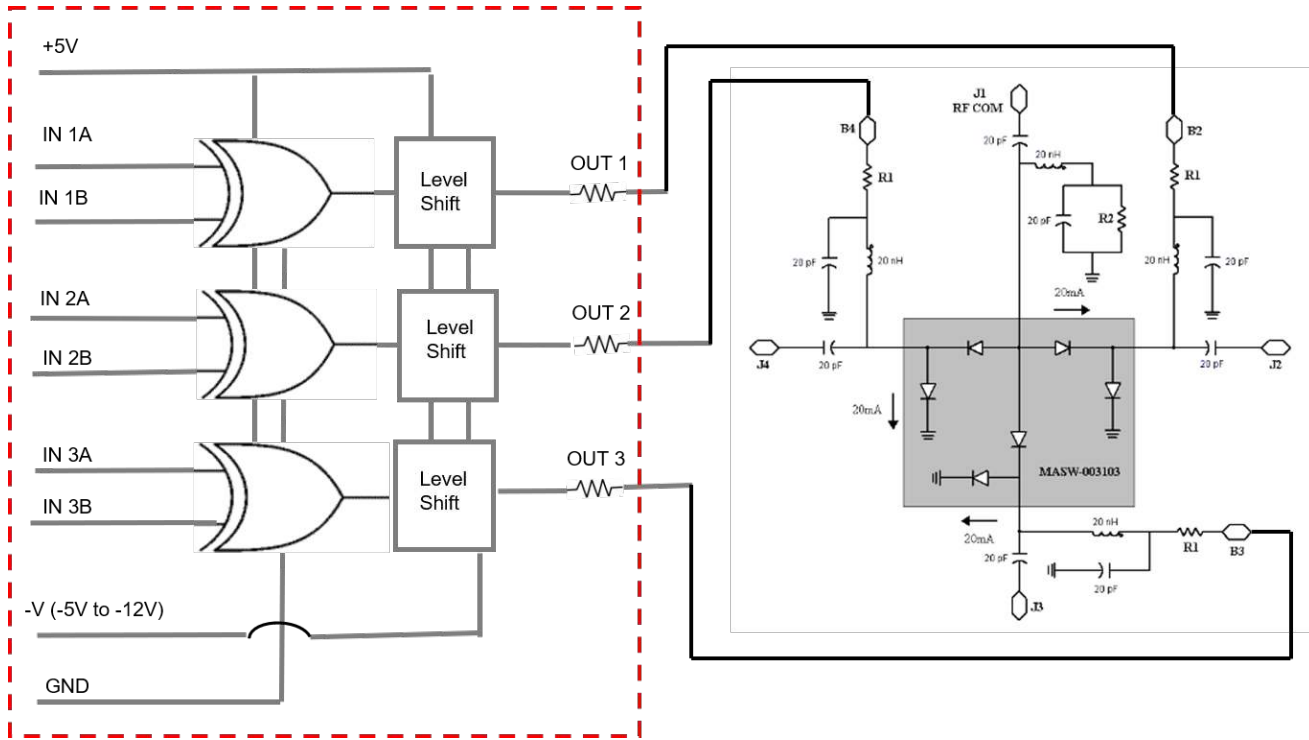 +5V
IN 1A
IN 1B
Level
Shift
OUT 1
IN 2A
IN 2B
Level
Shift
OUT 2
IN 3A
IN 3B
Level
Shift
OUT 3
-V (-5V to -12V)
GND
J1
RF COM
20 pF
20 nH
20 pF
R2
B4
R1
20 pF
20 nH
B2
R1
20 nH
20 pF
20mA
J4
20 pF
20 pF
J2
20mA
MASW-003103
20mA
20 nH
R1
B3
20 pF
20 pF
J3